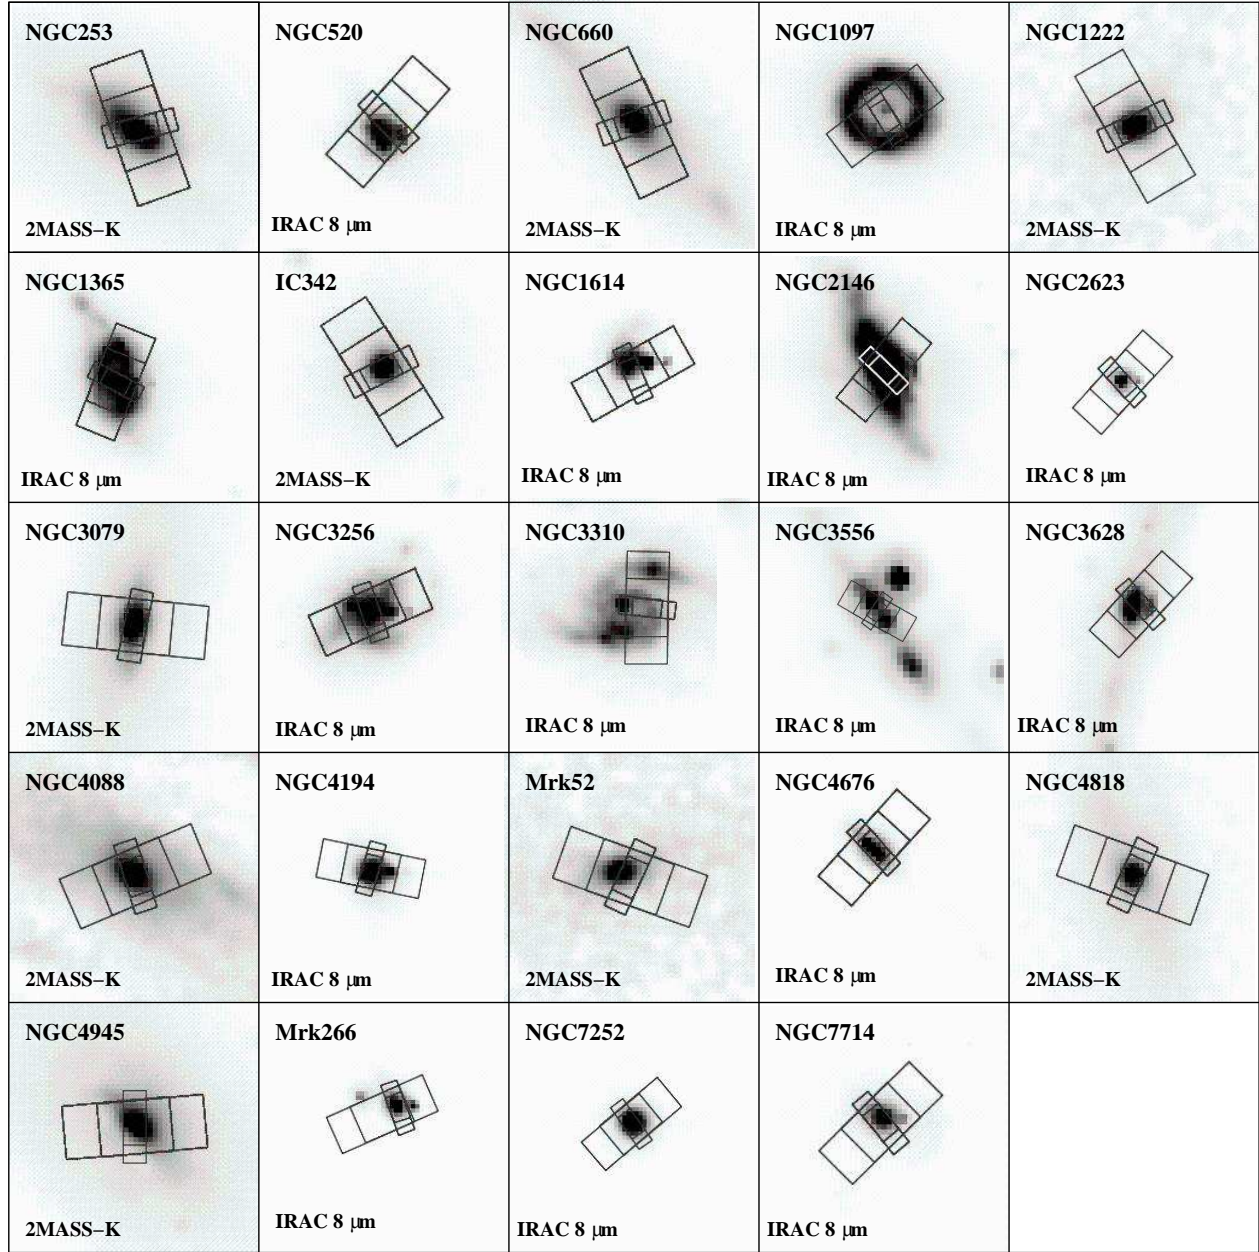 NGC253
2MASS−K
NGC520
IRAC 8 μm
NGC660
2MASS−K
NGC1097
IRAC 8 μm
NGC1222
2MASS−K
NGC1365
IRAC 8 μm
IC342
2MASS−K
NGC1614
IRAC 8 μm
NGC2146
IRAC 8 μm
NGC2623
IRAC 8 μm
NGC3079
2MASS−K
NGC3256
IRAC 8 μm
NGC3310
IRAC 8 μm
NGC3556
IRAC 8 μm
NGC3628
IRAC 8 μm
NGC4088
2MASS−K
NGC4194
IRAC 8 μm
Mrk52
2MASS−K
NGC4676
IRAC 8 μm
NGC4818
2MASS−K
NGC4945
2MASS−K
Mrk266
IRAC 8 μm
NGC7252
IRAC 8 μm
NGC7714
IRAC 8 μm